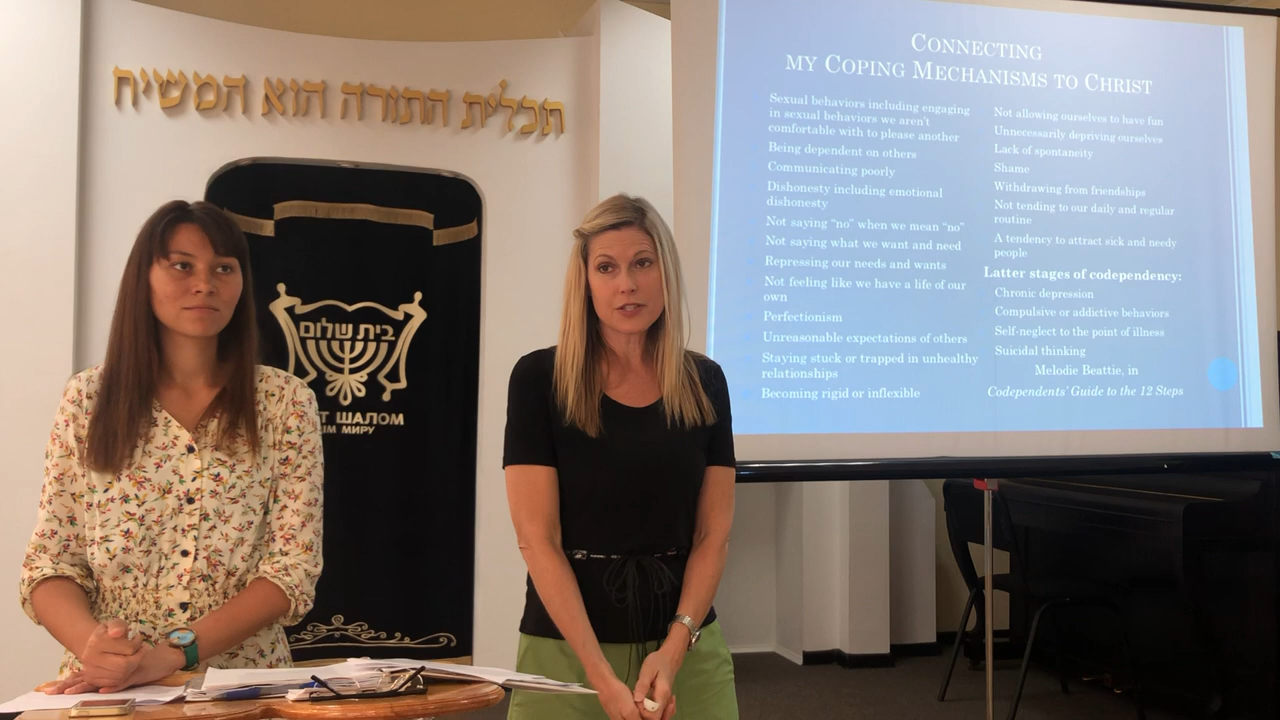 תכלית התורה הוא המשיח
בית שלום
Т ШАЛОМ
ІМ МИРУ
CONNECTING
MY COPING MECHANISMS TO CHRIST
Sexual behaviors including engaging
in sexual behaviors we aren't
comfortable with to please another
Being dependent on others
Communicating poorly
Dishonesty including emotional
dishonesty
Not saying “no” when we mean “no”
Not saying what we want and need
Repressing our needs and wants
Not feeling like we have a life of our
own
Perfectionism
Unreasonable expectations of others
Staying stuck or trapped in unhealthy
relationships
Becoming rigid or inflexible
Not allowing ourselves to have fun
Unnecessarily depriving ourselves
Lack of spontaneity
Shame
Withdrawing from friendships
Not tending to our daily and regular
routine
A tendency to attract sick and needy
people
Latter stages of codependency:
Chronic depression
Compulsive or addictive behaviors
Self-neglect to the point of illness
Suicidal thinking
Melodie Beattie, in
Codependents' Guide to the 12 Steps